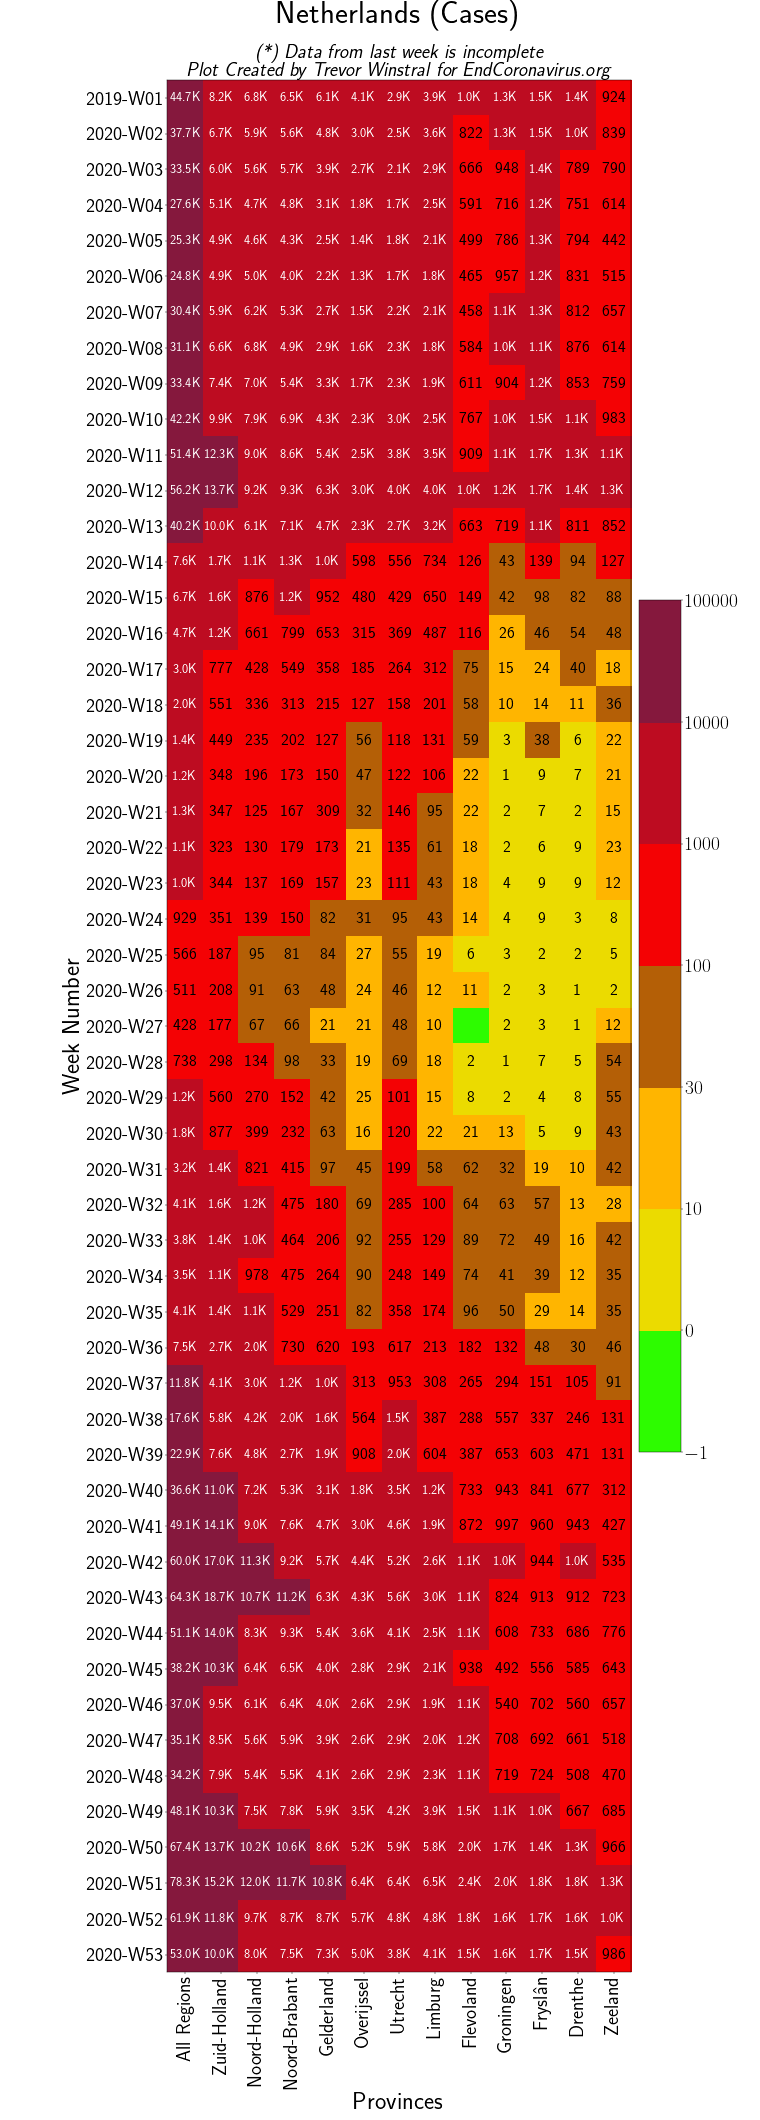 Netherlands (Cases)
(*) Data from last week is incomplete
Plot Created by Trevor Winstral for EndCoronavirus.org
2019-W01 44.7K 8.2K 6.8K 6.5K 6.1K 4.1K 2.9K 3.9K 1.0K 1.3K 1.5K 1.4K 924
2020-W02 37.7K 6.7K 5.9K 5.6K 4.8K 3.0K 2.5K 3.6K 822 1.3K 1.5K 1.0K 839
2020-W03 33.5K 6.0K 5.6K 5.7K 3.9K 2.7K 2.1K 2.9K 666 948 1.4K 789 790
2020-W04 27.6K 5.1K 4.7K 4.8K 3.1K 1.8K 1.7K 2.5K 591 716 1.2K 751 614
2020-W05 25.3K 4.9K 4.6K 4.3K 2.5K 1.4K 1.8K 2.1K 499 786 1.3K 794 442
2020-W06 24.8K 4.9K 5.0K 4.0K 2.2K 1.3K 1.7K 1.8K 465 957 1.2K 831 515
2020-W07 30.4K 5.9K 6.2K 5.3K 2.7K 1.5K 2.2K 2.1K 458 1.1K 1.3K 812 657
2020-W08 31.1K 6.6K 6.8K 4.9K 2.9K 1.6K 2.3K 1.8K 584 1.0K 1.1K 876 614
2020-W09 33.4K 7.4K 7.0K 5.4K 3.3K 1.7K 2.3K 1.9K 611 904 1.2K 853 759
2020-W10 42.2K 9.9K 7.9K 6.9K 4.3K 2.3K 3.0K 2.5K 767 1.0K 1.5K 1.1K 983
2020-W11 51.4K 12.3K 9.0K 8.6K 5.4K 2.5K 3.8K 3.5K 909 1.1K 1.7K 1.3K 1.1K
2020-W12 56.2K 13.7K 9.2K 9.3K 6.3K 3.0K 4.0K 4.0K 1.0K 1.2K 1.7K 1.4K 1.3K
2020-W13 40.2K 10.0K 6.1K 7.1K 4.7K 2.3K 2.7K 3.2K 663 719 1.1K 811 852
2020-W14 7.6K 1.7K 1.1K 1.3K 1.0K 598 556 734 126 43 139 94 127
2020-W15 6.7K 1.6K 876 1.2K 952 480 429 650 149 42 98 82 88
2020-W16 4.7K 1.2K 661 799 653 315 369 487 116 26 46 54 48
2020-W17 3.0K 777 428 549 358 185 264 312 75 15 24 40 18
2020-W18 2.0K 551 336 313 215 127 158 201 58 10 14 11 36
2020-W19 1.4K 449 235 202 127 56 118 131 59 3 38 6 22
2020-W20 1.2K 348 196 173 150 47 122 106 22 1 9 7 21
2020-W21 1.3K 347 125 167 309 32 146 95 22 2 7 2 15
2020-W22 1.1K 323 130 179 173 21 135 61 18 2 6 9 23
2020-W23 1.0K 344 137 169 157 23 111 43 18 4 9 9 12
2020-W24 929 351 139 150 82 31 95 43 14 4 9 3 8
2020-W25 566 187 95 81 84 27 55 19 6 3 2 2 5
2020-W26 511 208 91 63 48 24 46 12 11 2 3 1 2
2020-W27 428 177 67 66 21 21 48 10 2 3 1 12
2020-W28 738 298 134 98 33 19 69 18 2 1 7 5 54
2020-W29 1.2K 560 270 152 42 25 101 15 8 2 4 8 55
2020-W30 1.8K 877 399 232 63 16 120 22 21 13 5 9 43
2020-W31 3.2K 1.4K 821 415 97 45 199 58 62 32 19 10 42
2020-W32 4.1K 1.6K 1.2K 475 180 69 285 100 64 63 57 13 28
2020-W33 3.8K 1.4K 1.0K 464 206 92 255 129 89 72 49 16 42
2020-W34 3.5K 1.1K 978 475 264 90 248 149 74 41 39 12 35
2020-W35 4.1K 1.4K 1.1K 529 251 82 358 174 96 50 29 14 35
2020-W36 7.5K 2.7K 2.0K 730 620 193 617 213 182 132 48 30 46
2020-W37 11.8K 4.1K 3.0K 1.2K 1.0K 313 953 308 265 294 151 105 91
2020-W38 17.6K 5.8K 4.2K 2.0K 1.6K 564 1.5K 387 288 557 337 246 131
2020-W39 22.9K 7.6K 4.8K 2.7K 1.9K 908 2.0K 604 387 653 603 471 131
2020-W40 36.6K 11.0K 7.2K 5.3K 3.1K 1.8K 3.5K 1.2K 733 943 841 677 312
2020-W41 49.1K 14.1K 9.0K 7.6K 4.7K 3.0K 4.6K 1.9K 872 997 960 943 427
2020-W42 60.0K 17.0K 11.3K 9.2K 5.7K 4.4K 5.2K 2.6K 1.1K 1.0K 944 1.0K 535
2020-W43 64.3K 18.7K 10.7K 11.2K 6.3K 4.3K 5.6K 3.0K 1.1K 824 913 912 723
2020-W44 51.1K 14.0K 8.3K 9.3K 5.4K 3.6K 4.1K 2.5K 1.1K 608 733 686 776
2020-W45 38.2K 10.3K 6.4K 6.5K 4.0K 2.8K 2.9K 2.1K 938 492 556 585 643
2020-W46 37.0K 9.5K 6.1K 6.4K 4.0K 2.6K 2.9K 1.9K 1.1K 540 702 560 657
2020-W47 35.1K 8.5K 5.6K 5.9K 3.9K 2.6K 2.9K 2.0K 1.2K 708 692 661 518
2020-W48 34.2K 7.9K 5.4K 5.5K 4.1K 2.6K 2.9K 2.3K 1.1K 719 724 508 470
2020-W49 48.1K 10.3K 7.5K 7.8K 5.9K 3.5K 4.2K 3.9K 1.5K 1.1K 1.0K 667 685
2020-W50 67.4K 13.7K 10.2K 10.6K 8.6K 5.2K 5.9K 5.8K 2.0K 1.7K 1.4K 1.3K 966
2020-W51 78.3K 15.2K 12.0K 11.7K 10.8K 6.4K 6.4K 6.5K 2.4K 2.0K 1.8K 1.8K 1.3K
2020-W52 61.9K 11.8K 9.7K 8.7K 8.7K 5.7K 4.8K 4.8K 1.8K 1.6K 1.7K 1.6K 1.0K
2020-W53 53.0K 10.0K 8.0K 7.5K 7.3K 5.0K 3.8K 4.1K 1.5K 1.6K 1.7K 1.5K 986
Week Number
All Regions
Zuid-Holland
Noord-Holland
Noord-Brabant
Gelderland
Overijssel
Utrecht
Limburg
Flevoland
Groningen
Fryslân
Drenthe
Zeeland
Provinces
100000
10000
1000
100
30
10
0
−1